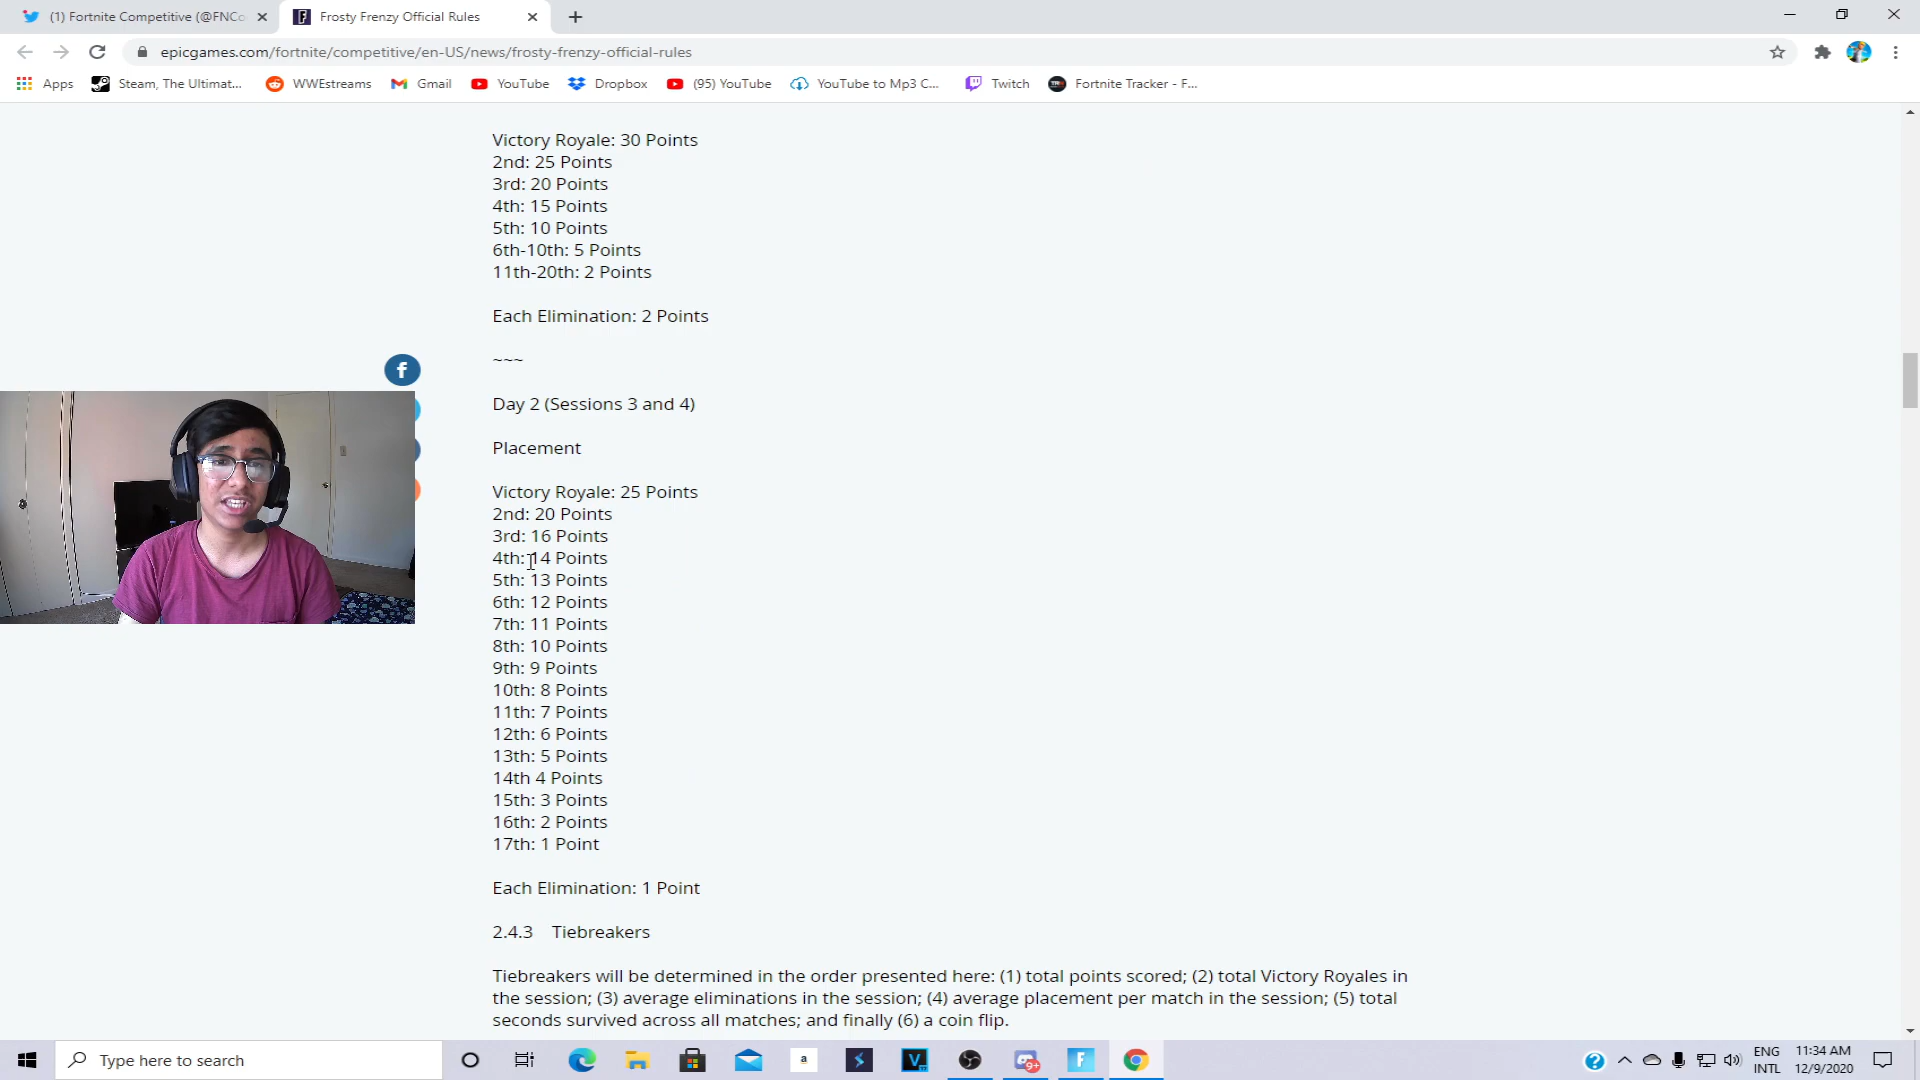 (1) Fortnite Competitive (@FNCo
Frosty Frenzy Official Rules
epicgames.com/fortnite/competitive/en-US/news/frosty-frenzy-official-rules
Apps
Steam, The Ultimat...
WWEstreams
Gmail
YouTube
Dropbox
(95) YouTube
YouTube to Mp3 C...
Twitch
Fortnite Tracker - F...
Victory Royale: 30 Points
2nd: 25 Points
3rd: 20 Points
4th: 15 Points
5th: 10 Points
6th-10th: 5 Points
11th-20th: 2 Points
Each Elimination: 2 Points
~~~
Day 2 (Sessions 3 and 4)
Placement
Victory Royale: 25 Points
2nd: 20 Points
3rd: 16 Points
4th: 14 Points
5th: 13 Points
6th: 12 Points
7th: 11 Points
8th: 10 Points
9th: 9 Points
10th: 8 Points
11th: 7 Points
12th: 6 Points
13th: 5 Points
14th 4 Points
15th: 3 Points
16th: 2 Points
17th: 1 Point
Each Elimination: 1 Point
2.4.3 Tiebreakers
Tiebreakers will be determined in the order presented here: (1) total points scored; (2) total Victory Royales in
the session; (3) average eliminations in the session; (4) average placement per match in the session; (5) total
seconds survived across all matches; and finally (6) a coin flip.
Type here to search
9+
ENG
INTL
11:34 AM
12/9/2020